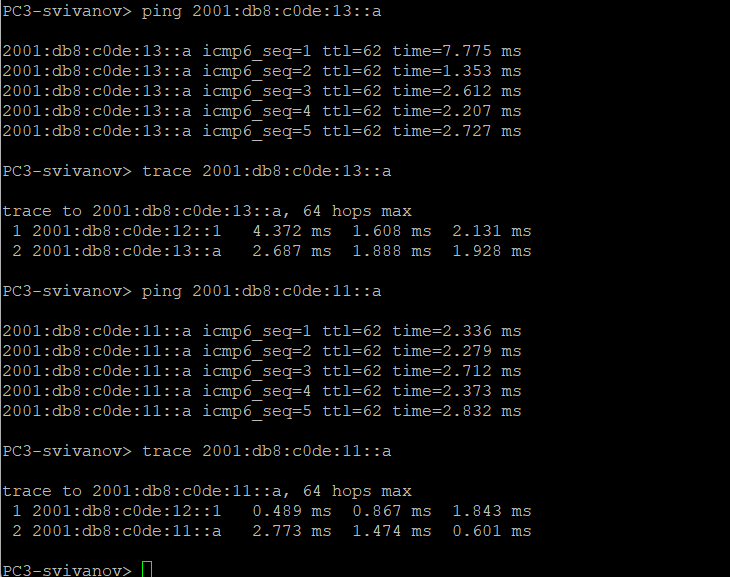 PC3-svivanov> ping 2001:db8:c0de:13::a
2001:db8:c0de:13::a icmp6_seq=1 ttl=62 time=7.775 ms
2001:db8:c0de:13::a icmp6_seq=2 ttl=62 time=1.353 ms
2001:db8:c0de:13::a icmp6_seq=3 ttl=62 time=2.612 ms
2001:db8:c0de:13::a icmp6_seq=4 ttl=62 time=2.207 ms
2001:db8:c0de:13::a icmp6_seq=5 ttl=62 time=2.727 ms
PC3-svivanov> trace 2001:db8:c0de:13::a
trace to 2001:db8:c0de:13::a, 64 hops max
1 2001:db8:c0de:12::1 4.372 ms 1.608 ms 2.131 ms
2 2001:db8:c0de:13::a 2.687 ms 1.888 ms 1.928 ms
PC3-svivanov> ping 2001:db8:c0de:11::a
2001:db8:c0de:11::a icmp6_seq=1 ttl=62 time=2.336 ms
2001:db8:c0de:11::a icmp6_seq=2 ttl=62 time=2.279 ms
2001:db8:c0de:11::a icmp6_seq=3 ttl=62 time=2.712 ms
2001:db8:c0de:11::a icmp6_seq=4 ttl=62 time=2.373 ms
2001:db8:c0de:11::a icmp6_seq=5 ttl=62 time=2.832 ms
PC3-svivanov> trace 2001:db8:c0de:11::a
trace to 2001:db8:c0de:11::a, 64 hops max
1 2001:db8:c0de:12::1 0.489 ms 0.867 ms 1.843 ms
2 2001:db8:c0de:11::a 2.773 ms 1.474 ms 0.601 ms
PC3-svivanov>